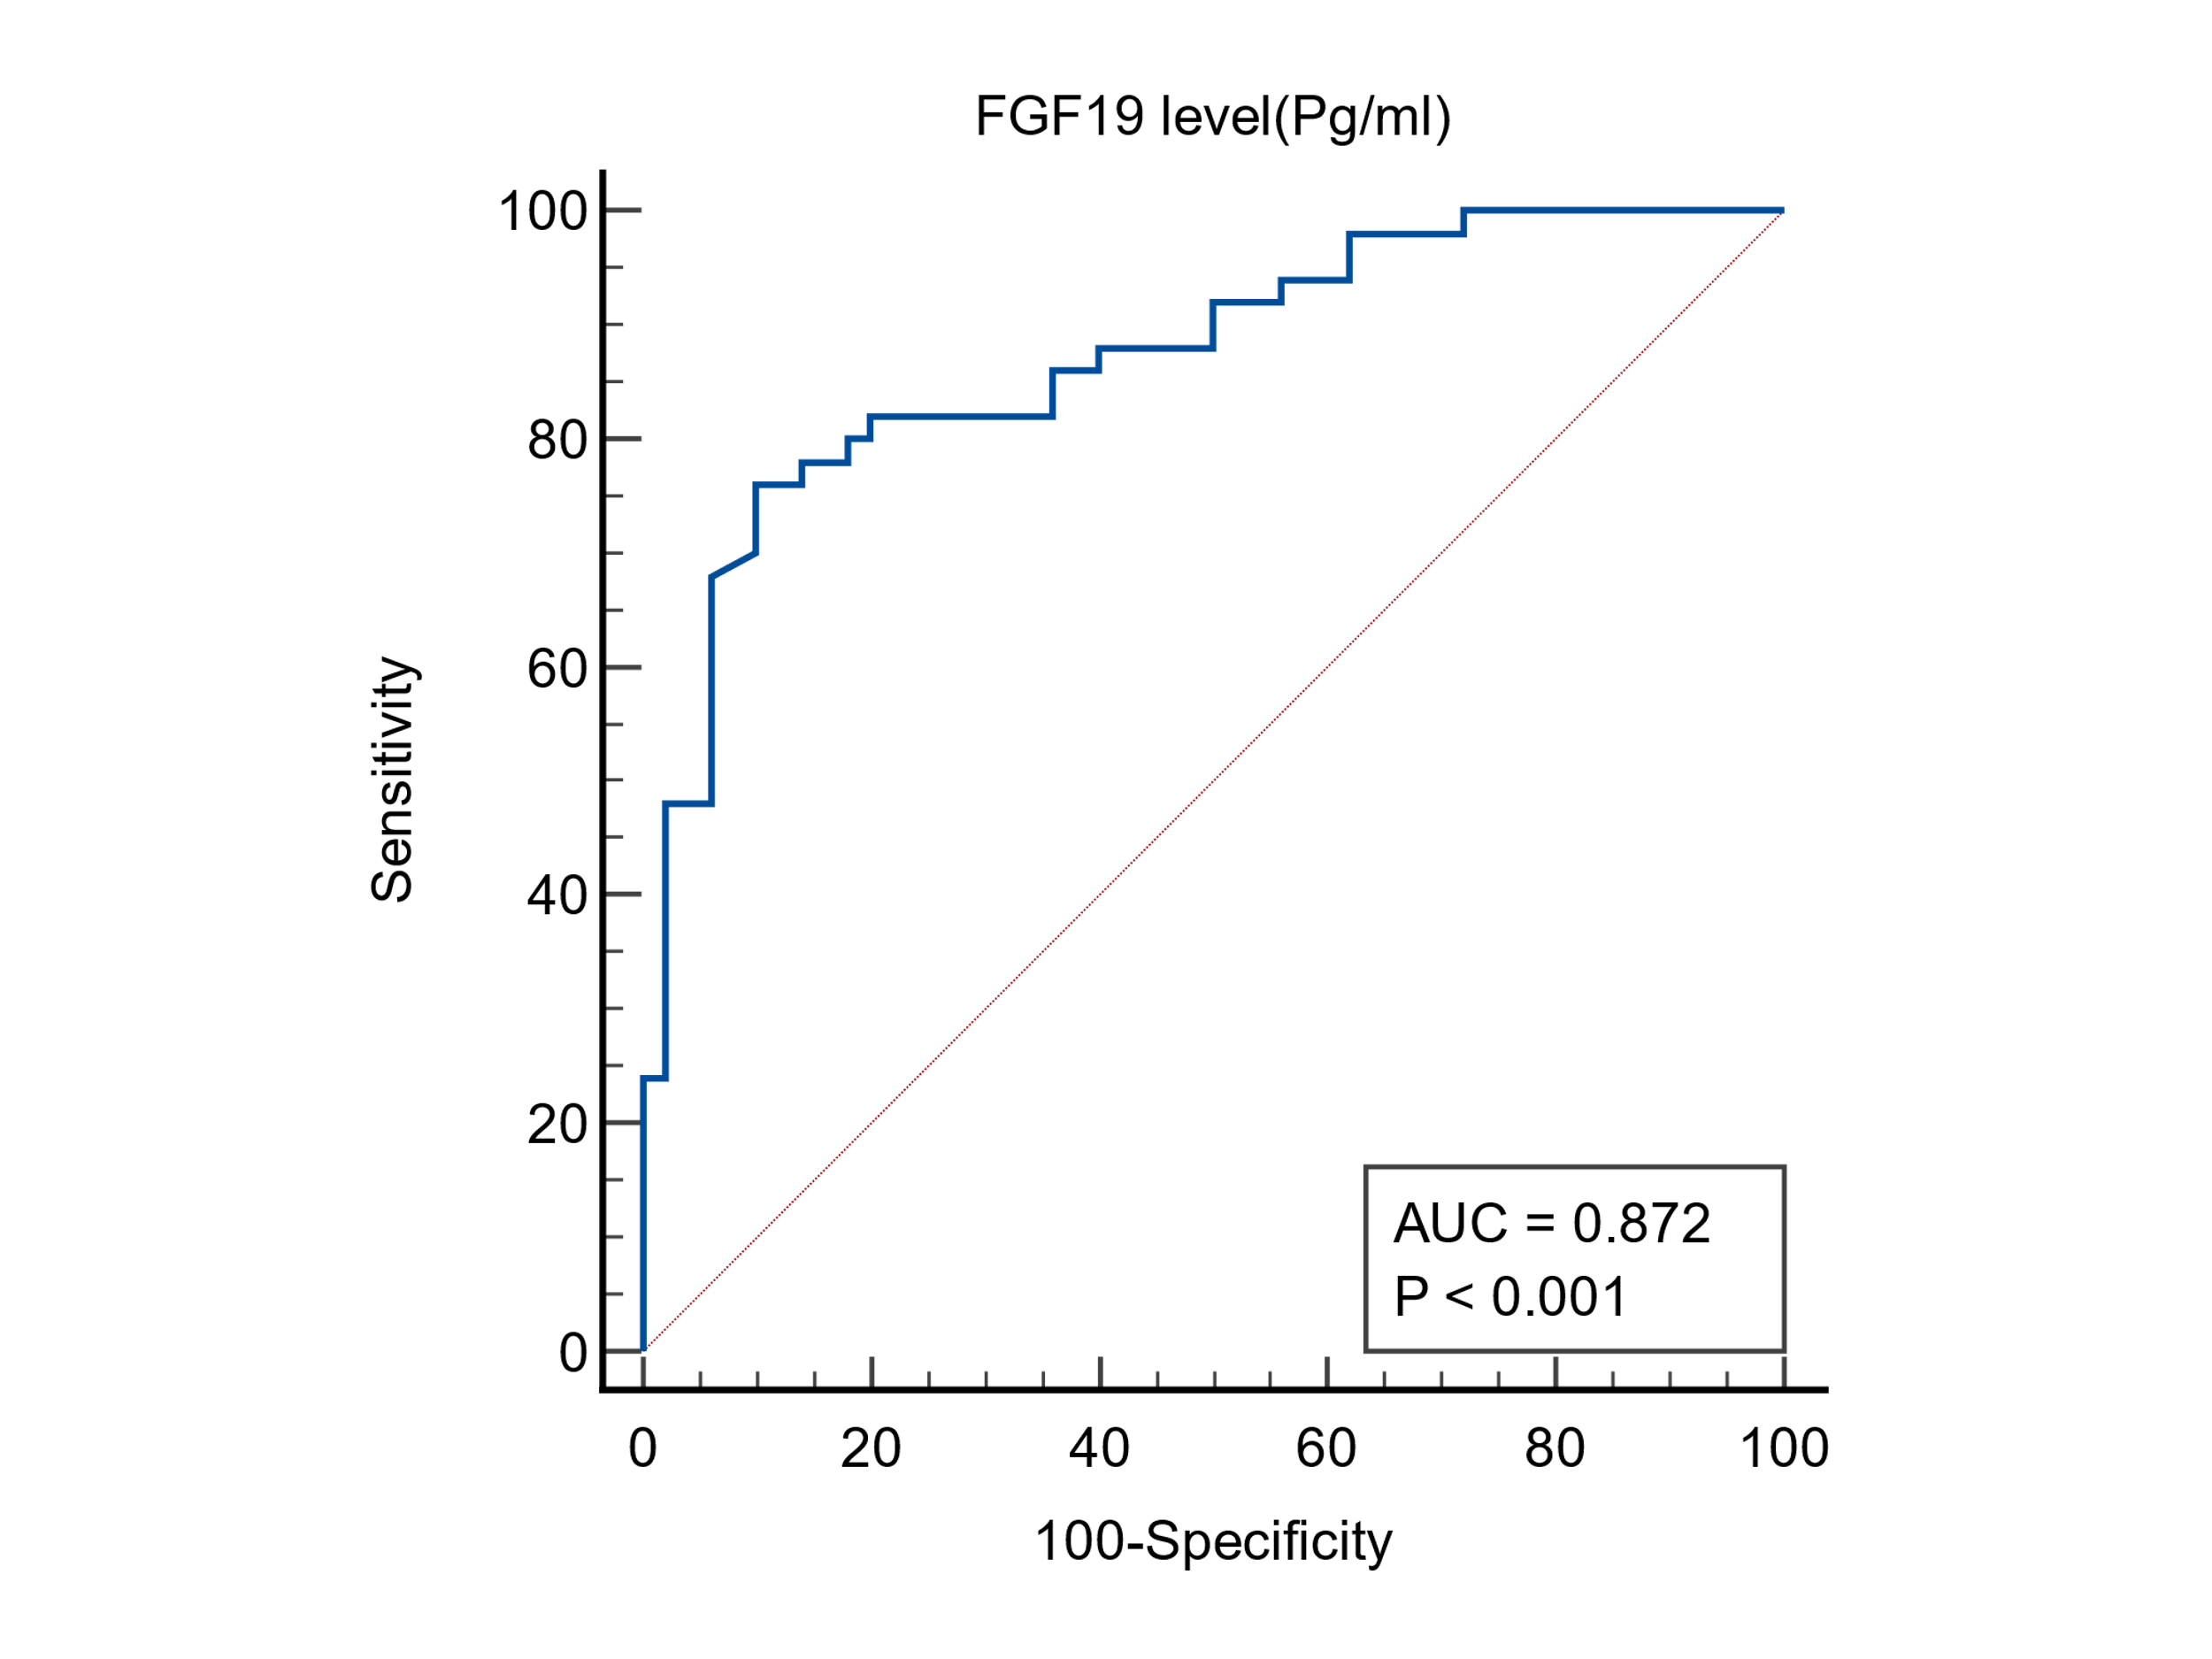 FGF19 level(Pg/ml)
100
80
60
40
20
0
Sensitivity
AUC = 0.872
P < 0.001
0 20 40 60 80 100
100-Specificity